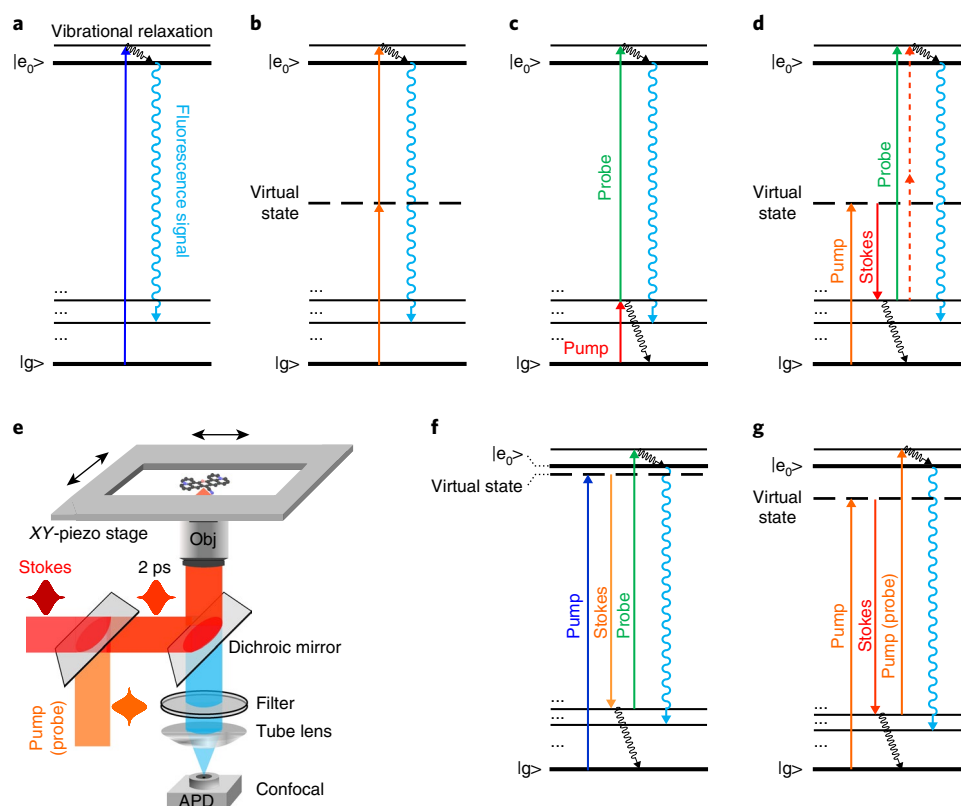 a
Vibrational relaxation
|e₀>
Fluorescence signal
...
...
...
|g>
b
Virtual
state
...
...
...
c
|e₀>
Probe
Pump
...
...
...
|g>
d
|e₀>
Virtual
state
Pump
Stokes
Probe
...
...
...
|g>
e
XY-piezo stage
Obj
Stokes
2 ps
Dichroic mirror
Pump
(probe)
Filter
Tube lens
APD
Confocal
f
|e₀>
Virtual state
Pump
Stokes
Probe
...
...
...
|g>
g
|e₀>
Virtual
state
Pump
Stokes
Pump (probe)
...
...
...
|g>